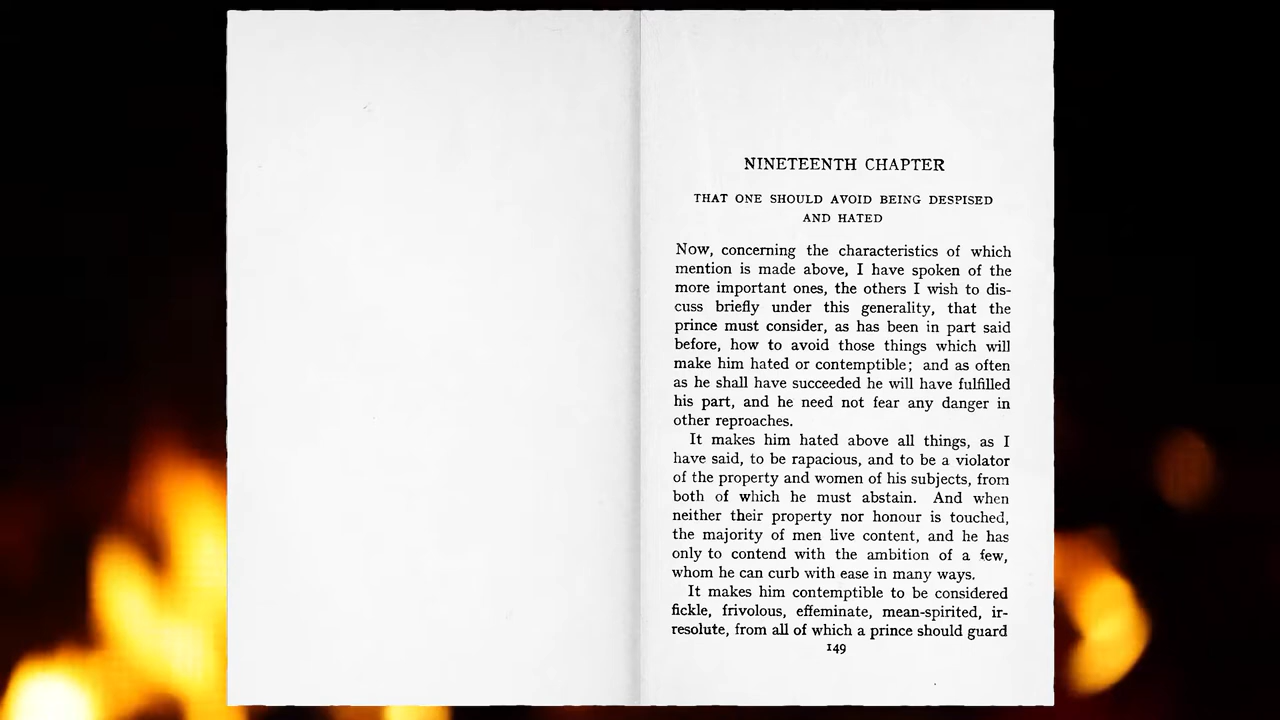 NINETEENTH CHAPTER
THAT ONE SHOULD AVOID BEING DESPISED
AND HATED
Now, concerning the characteristics of which
mention is made above, I have spoken of the
more important ones, the others I wish to dis-
cuss briefly under this generality, that the
prince must consider, as has been in part said
before, how to avoid those things which will
make him hated or contemptible; and as often
as he shall have succeeded he will have fulfilled
his part, and he need not fear any danger in
other reproaches.
It makes him hated above all things, as I
have said, to be rapacious, and to be a violator
of the property and women of his subjects, from
both of which he must abstain. And when
neither their property nor honour is touched,
the majority of men live content, and he has
only to contend with the ambition of a few,
whom he can curb with ease in many ways.
It makes him contemptible to be considered
fickle, frivolous, effeminate, mean-spirited, ir-
resolute, from all of which a prince should guard
149